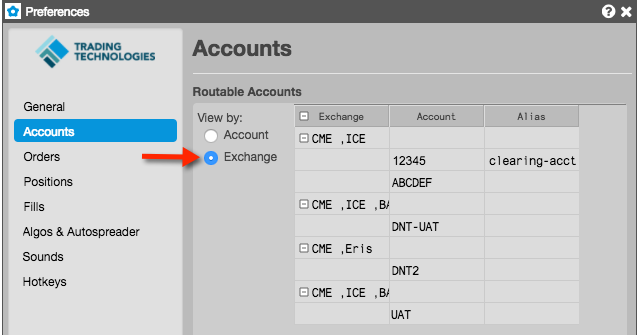 Preferences
TRADING
TECHNOLOGIES
General
Accounts
Orders
Positions
Fills
Algos & Autospreader
Sounds
Hotkeys
Accounts
Routable Accounts
View by:
Account
Exchange
Exchange Account Alias
CME ,ICE
12345 clearing-acct
ABCDEF
CME ,ICE ,BA
DNT-UAT
CME ,Eris
DNT2
CME ,ICE ,BA
UAT